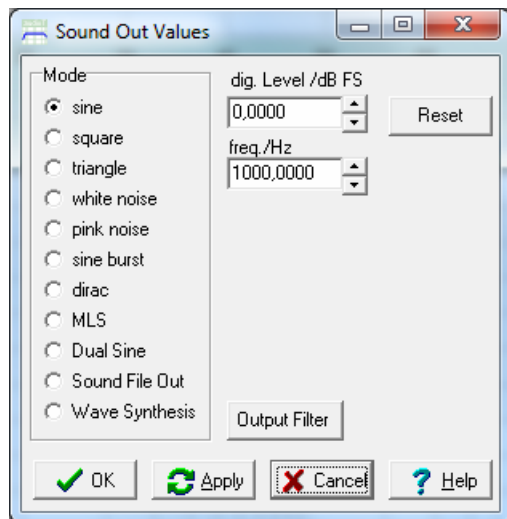 Sound Out Values
Mode
sine
square
triangle
white noise
pink noise
sine burst
dirac
MLS
Dual Sine
Sound File Out
Wave Synthesis
dig. Level /dB FS
0,0000
Reset
freq./Hz
1000,0000
Output Filter
OK
Apply
Cancel
Help